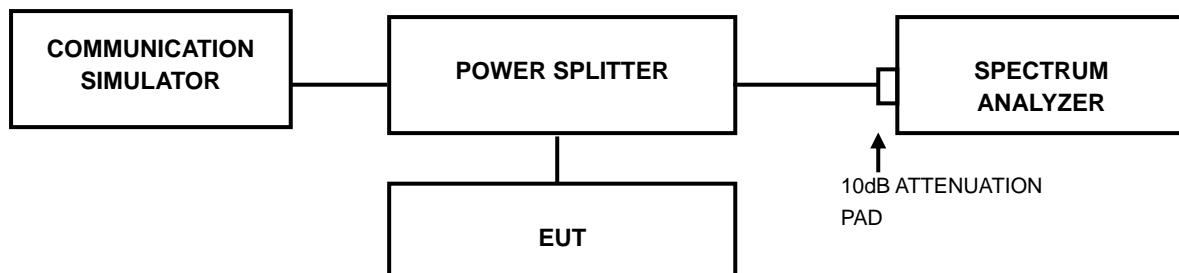 COMMUNICATION
SIMULATOR
POWER SPLITTER
SPECTRUM
ANALYZER
10dB ATTENUATION
PAD
EUT